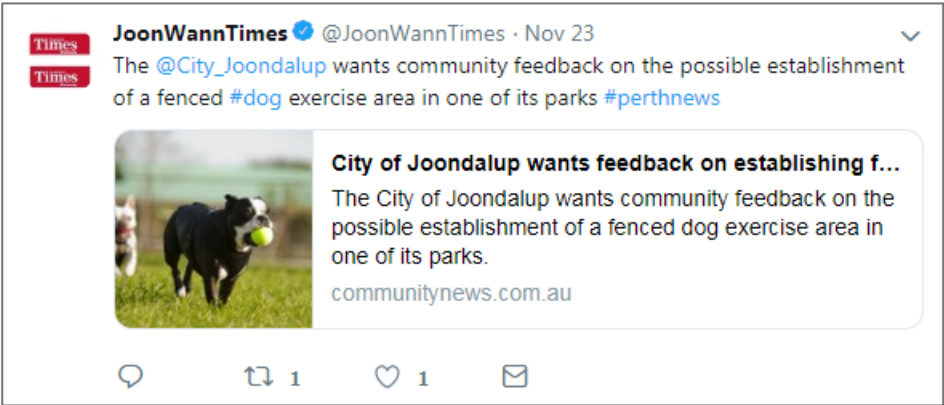 JoonWannTimes @JoonWannTimes · Nov 23
Times
Times
The @City_Joondalup wants community feedback on the possible establishment
of a fenced #dog exercise area in one of its parks #perthnews
City of Joondalup wants feedback on establishing f...
The City of Joondalup wants community feedback on the
possible establishment of a fenced dog exercise area in
one of its parks.
communitynews.com.au
1 1